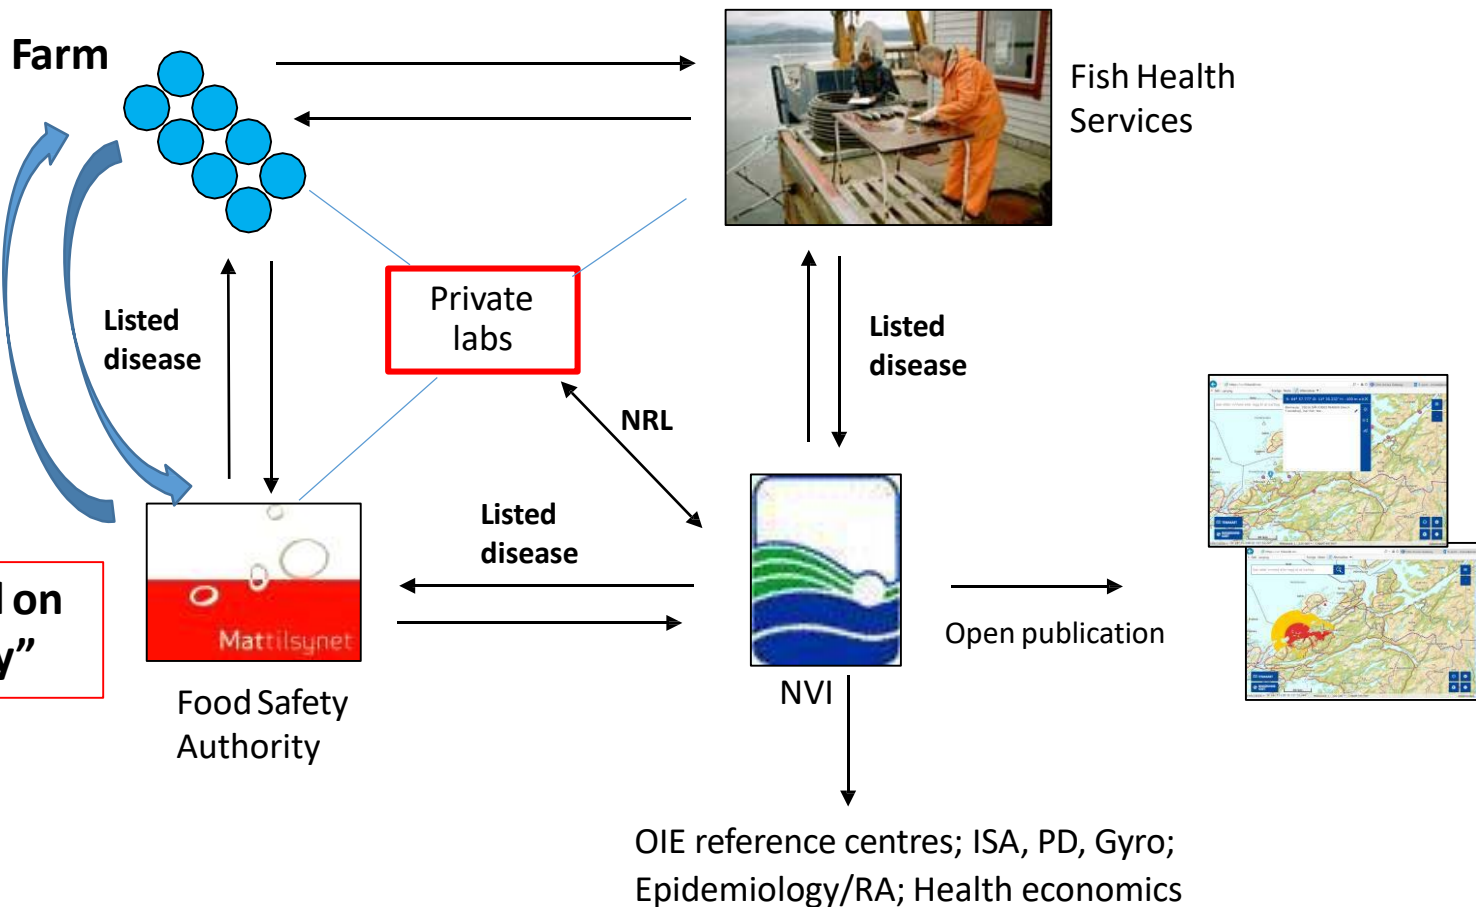 Farm
Fish Health
Services
Private
labs
Listed
disease
Listed
disease
NRL
Listed
disease
on
y”
Mattilsynet
Open publication
Food Safety
Authority
NVI
OIE reference centres; ISA, PD, Gyro;
Epidemiology/RA; Health economics